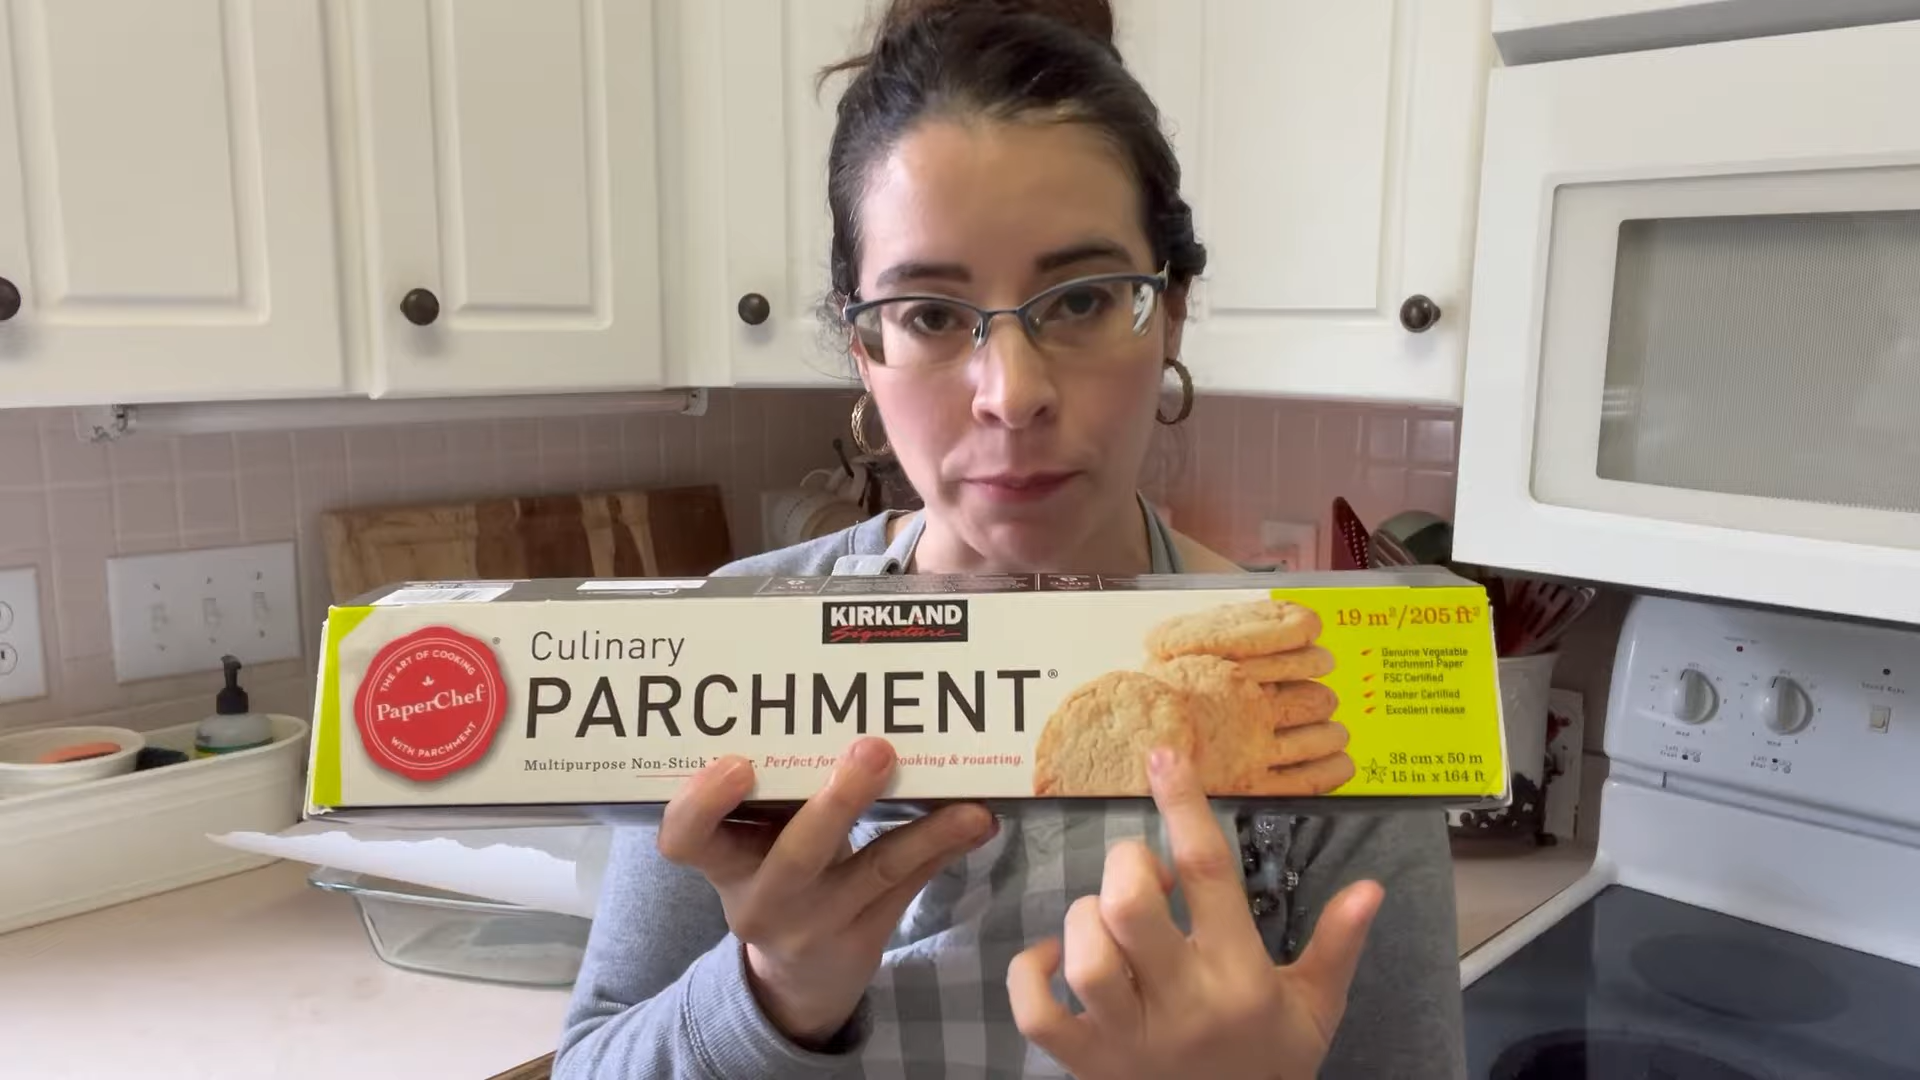 KIRKLAND
Signature
THE ART OF COOKING
PaperChef
WITH PARCHMENT
®
Culinary
PARCHMENT®
Multipurpose Non-Stick
Perfect for
cooking & roasting.
19 m²/205 ft²
Genuine Vegetable
Parchment Paper
FSC Certified
Kosher Certified
Excellent release
38 cm x 50 m
15 in x 164 ft
K